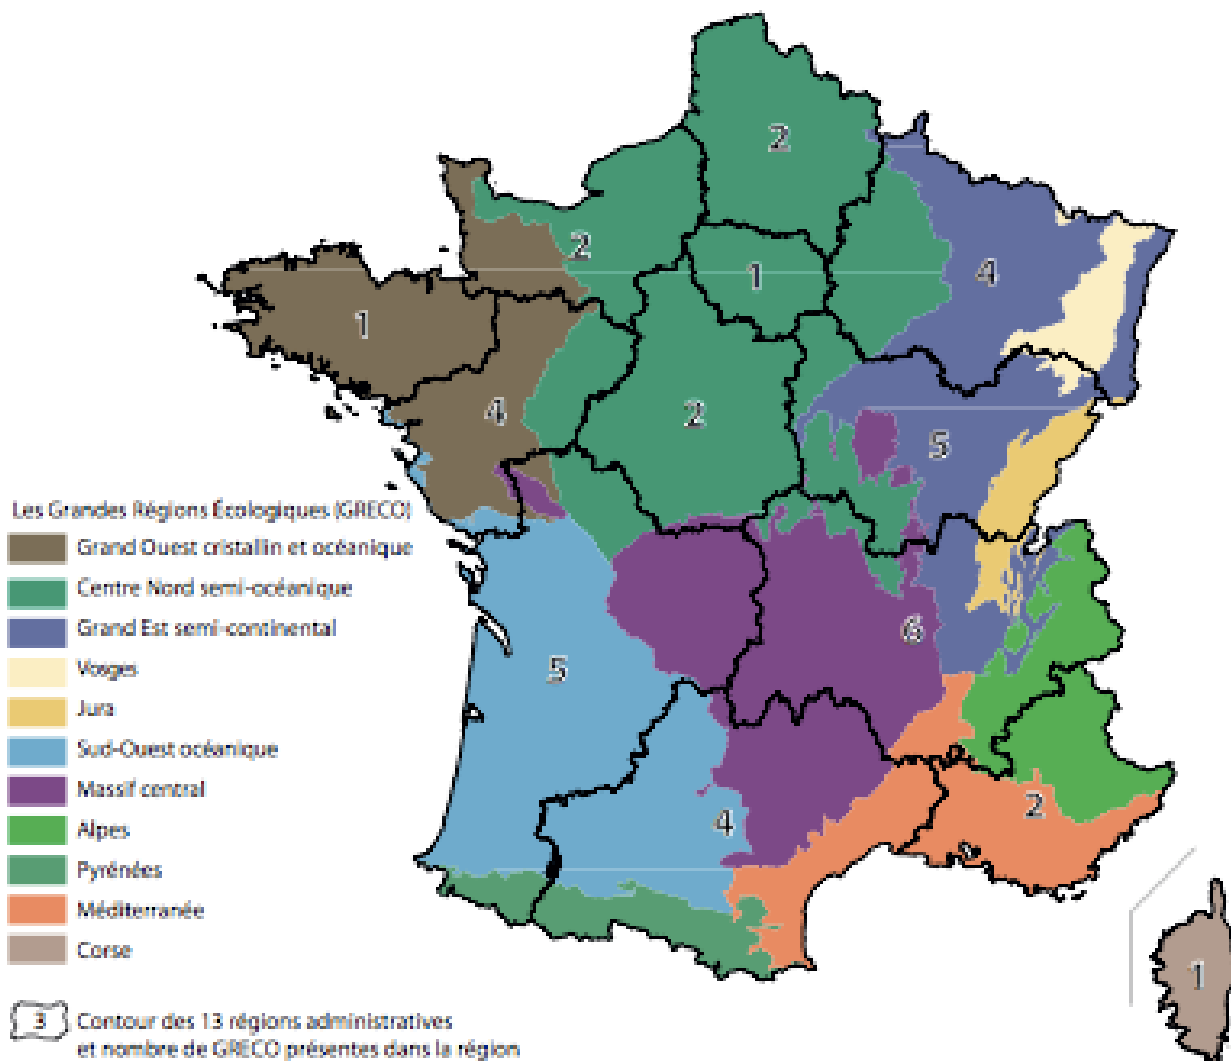 2
2
1
4
1
4
2
5
Les Grandes Régions Écologiques (GRECO)
Grand Ouest cristallin et océanique
Centre Nord semi-océanique
Grand Est semi-continental
Vosges
Jura
Sud-Ouest océanique
Massif central
Alpes
Pyrénées
Méditerranée
Corse
6
5
4
2
1
3
Contour des 13 régions administratives
et nombre de GRECO présentes dans la région